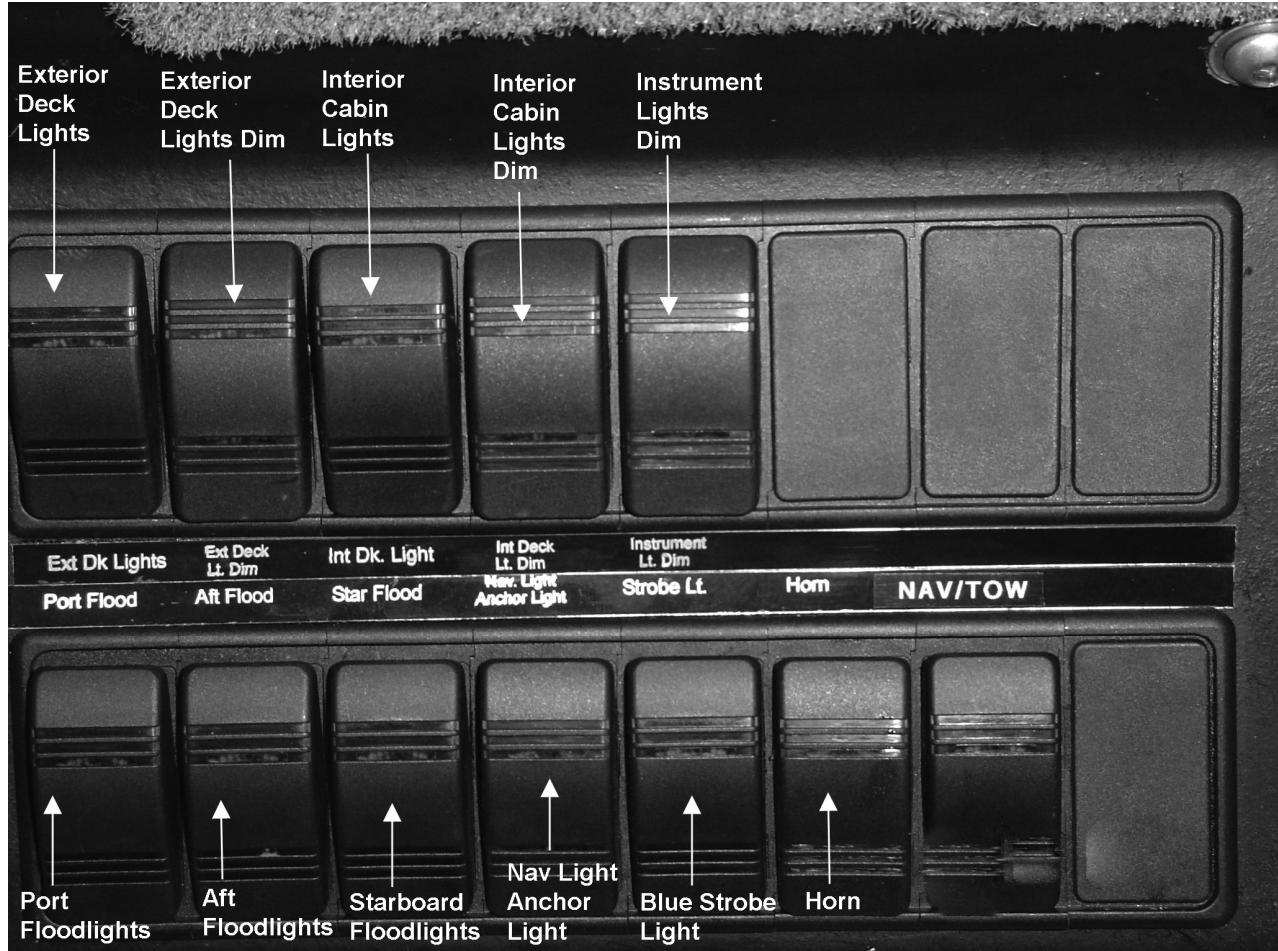 Exterior
Deck
Lights
Exterior
Deck
Lights Dim
Interior
Cabin
Lights
Interior
Cabin
Lights
Dim
Instrument
Lights
Dim
Ext Dk Lights
Ext Deck
Lt. Dim
Int Dk. Light
Int Deck
Lt. Dim
Instrument
Lt. Dim
Port Flood
Aft Flood
Star Flood
Nav. Light
Anchor Light
Strobe Lt.
Horn
NAV/TOW
Port
Floodlights
Aft
Floodlights
Starboard
Floodlights
Nav Light
Anchor
Light
Blue Strobe
Light
Horn